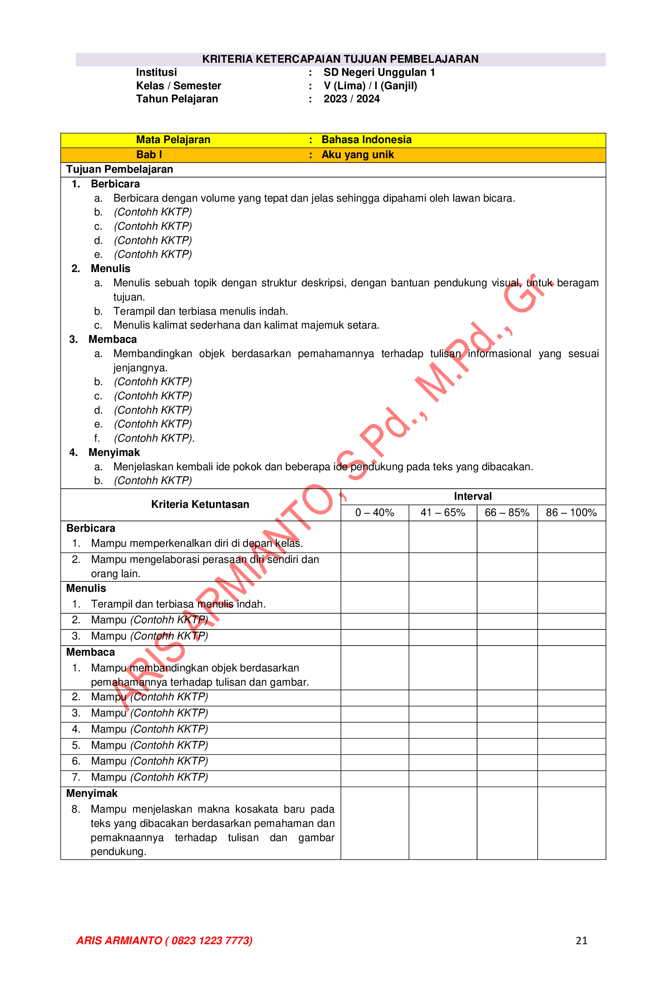 KRITERIA KETERCAPAIAN TUJUAN PEMBELAJARAN
Institusi : SD Negeri Unggulan 1
Kelas / Semester : V (Lima) / I (Ganjil)
Tahun Pelajaran : 2023 / 2024
Mata Pelajaran : Bahasa Indonesia
Bab I : Aku yang unik
Tujuan Pembelajaran
1. Berbicara
a. Berbicara dengan volume yang tepat dan jelas sehingga dipahami oleh lawan bicara.
b. (Contohh KKTP)
c. (Contohh KKTP)
d. (Contohh KKTP)
e. (Contohh KKTP)
2. Menulis
a. Menulis sebuah topik dengan struktur deskripsi, dengan bantuan pendukung visual, untuk beragam
tujuan.
b. Terampil dan terbiasa menulis indah.
c. Menulis kalimat sederhana dan kalimat majemuk setara.
3. Membaca
a. Membandingkan objek berdasarkan pemahamannya terhadap tulisan informasional yang sesuai
jenjangnya.
b. (Contohh KKTP)
c. (Contohh KKTP)
d. (Contohh KKTP)
e. (Contohh KKTP)
f. (Contohh KKTP).
4. Menyimak
a. Menjelaskan kembali ide pokok dan beberapa ide pendukung pada teks yang dibacakan.
b. (Contohh KKTP)
Kriteria Ketuntasan
Interval
0 – 40% 41 – 65% 66 – 85% 86 – 100%
Berbicara
1. Mampu memperkenalkan diri di depan kelas.
2. Mampu mengelaborasi perasaan diri sendiri dan
orang lain.
Menulis
1. Terampil dan terbiasa menulis indah.
2. Mampu (Contohh KKTP)
3. Mampu (Contohh KKTP)
Membaca
1. Mampu membandingkan objek berdasarkan
pemahamannya terhadap tulisan dan gambar.
2. Mampu (Contohh KKTP)
3. Mampu (Contohh KKTP)
4. Mampu (Contohh KKTP)
5. Mampu (Contohh KKTP)
6. Mampu (Contohh KKTP)
7. Mampu (Contohh KKTP)
Menyimak
8. Mampu menjelaskan makna kosakata baru pada
teks yang dibacakan berdasarkan pemahaman dan
pemaknaannya terhadap tulisan dan gambar
pendukung.
ARIS ARMIANTO, S.Pd., M.Pd., Gr.
ARIS ARMIANTO ( 0823 1223 7773) 21